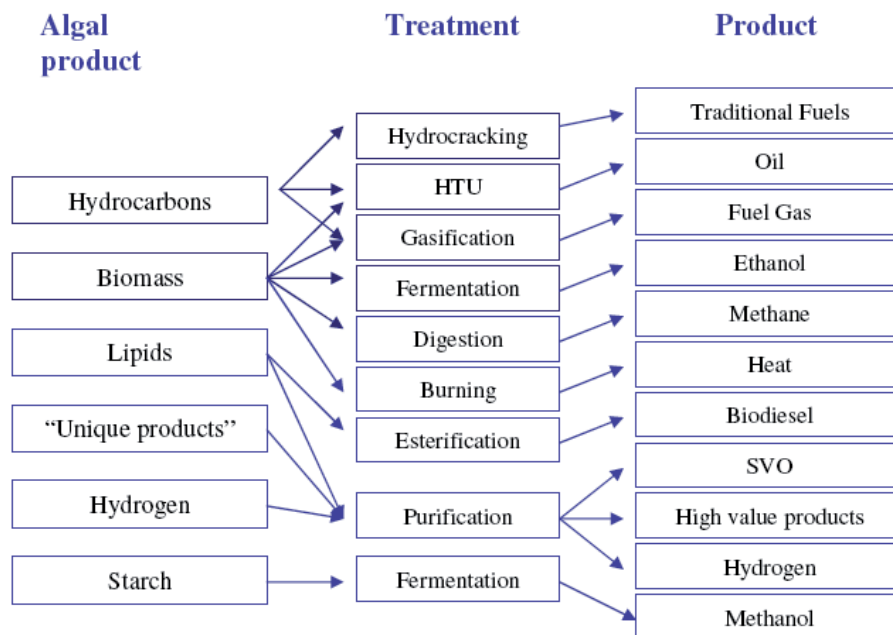 Algal
product
Treatment
Product
Hydrocarbons
Biomass
Lipids
“Unique products”
Hydrogen
Starch
Hydrocracking
HTU
Gasification
Fermentation
Digestion
Burning
Esterification
Purification
Fermentation
Traditional Fuels
Oil
Fuel Gas
Ethanol
Methane
Heat
Biodiesel
SVO
High value products
Hydrogen
Methanol